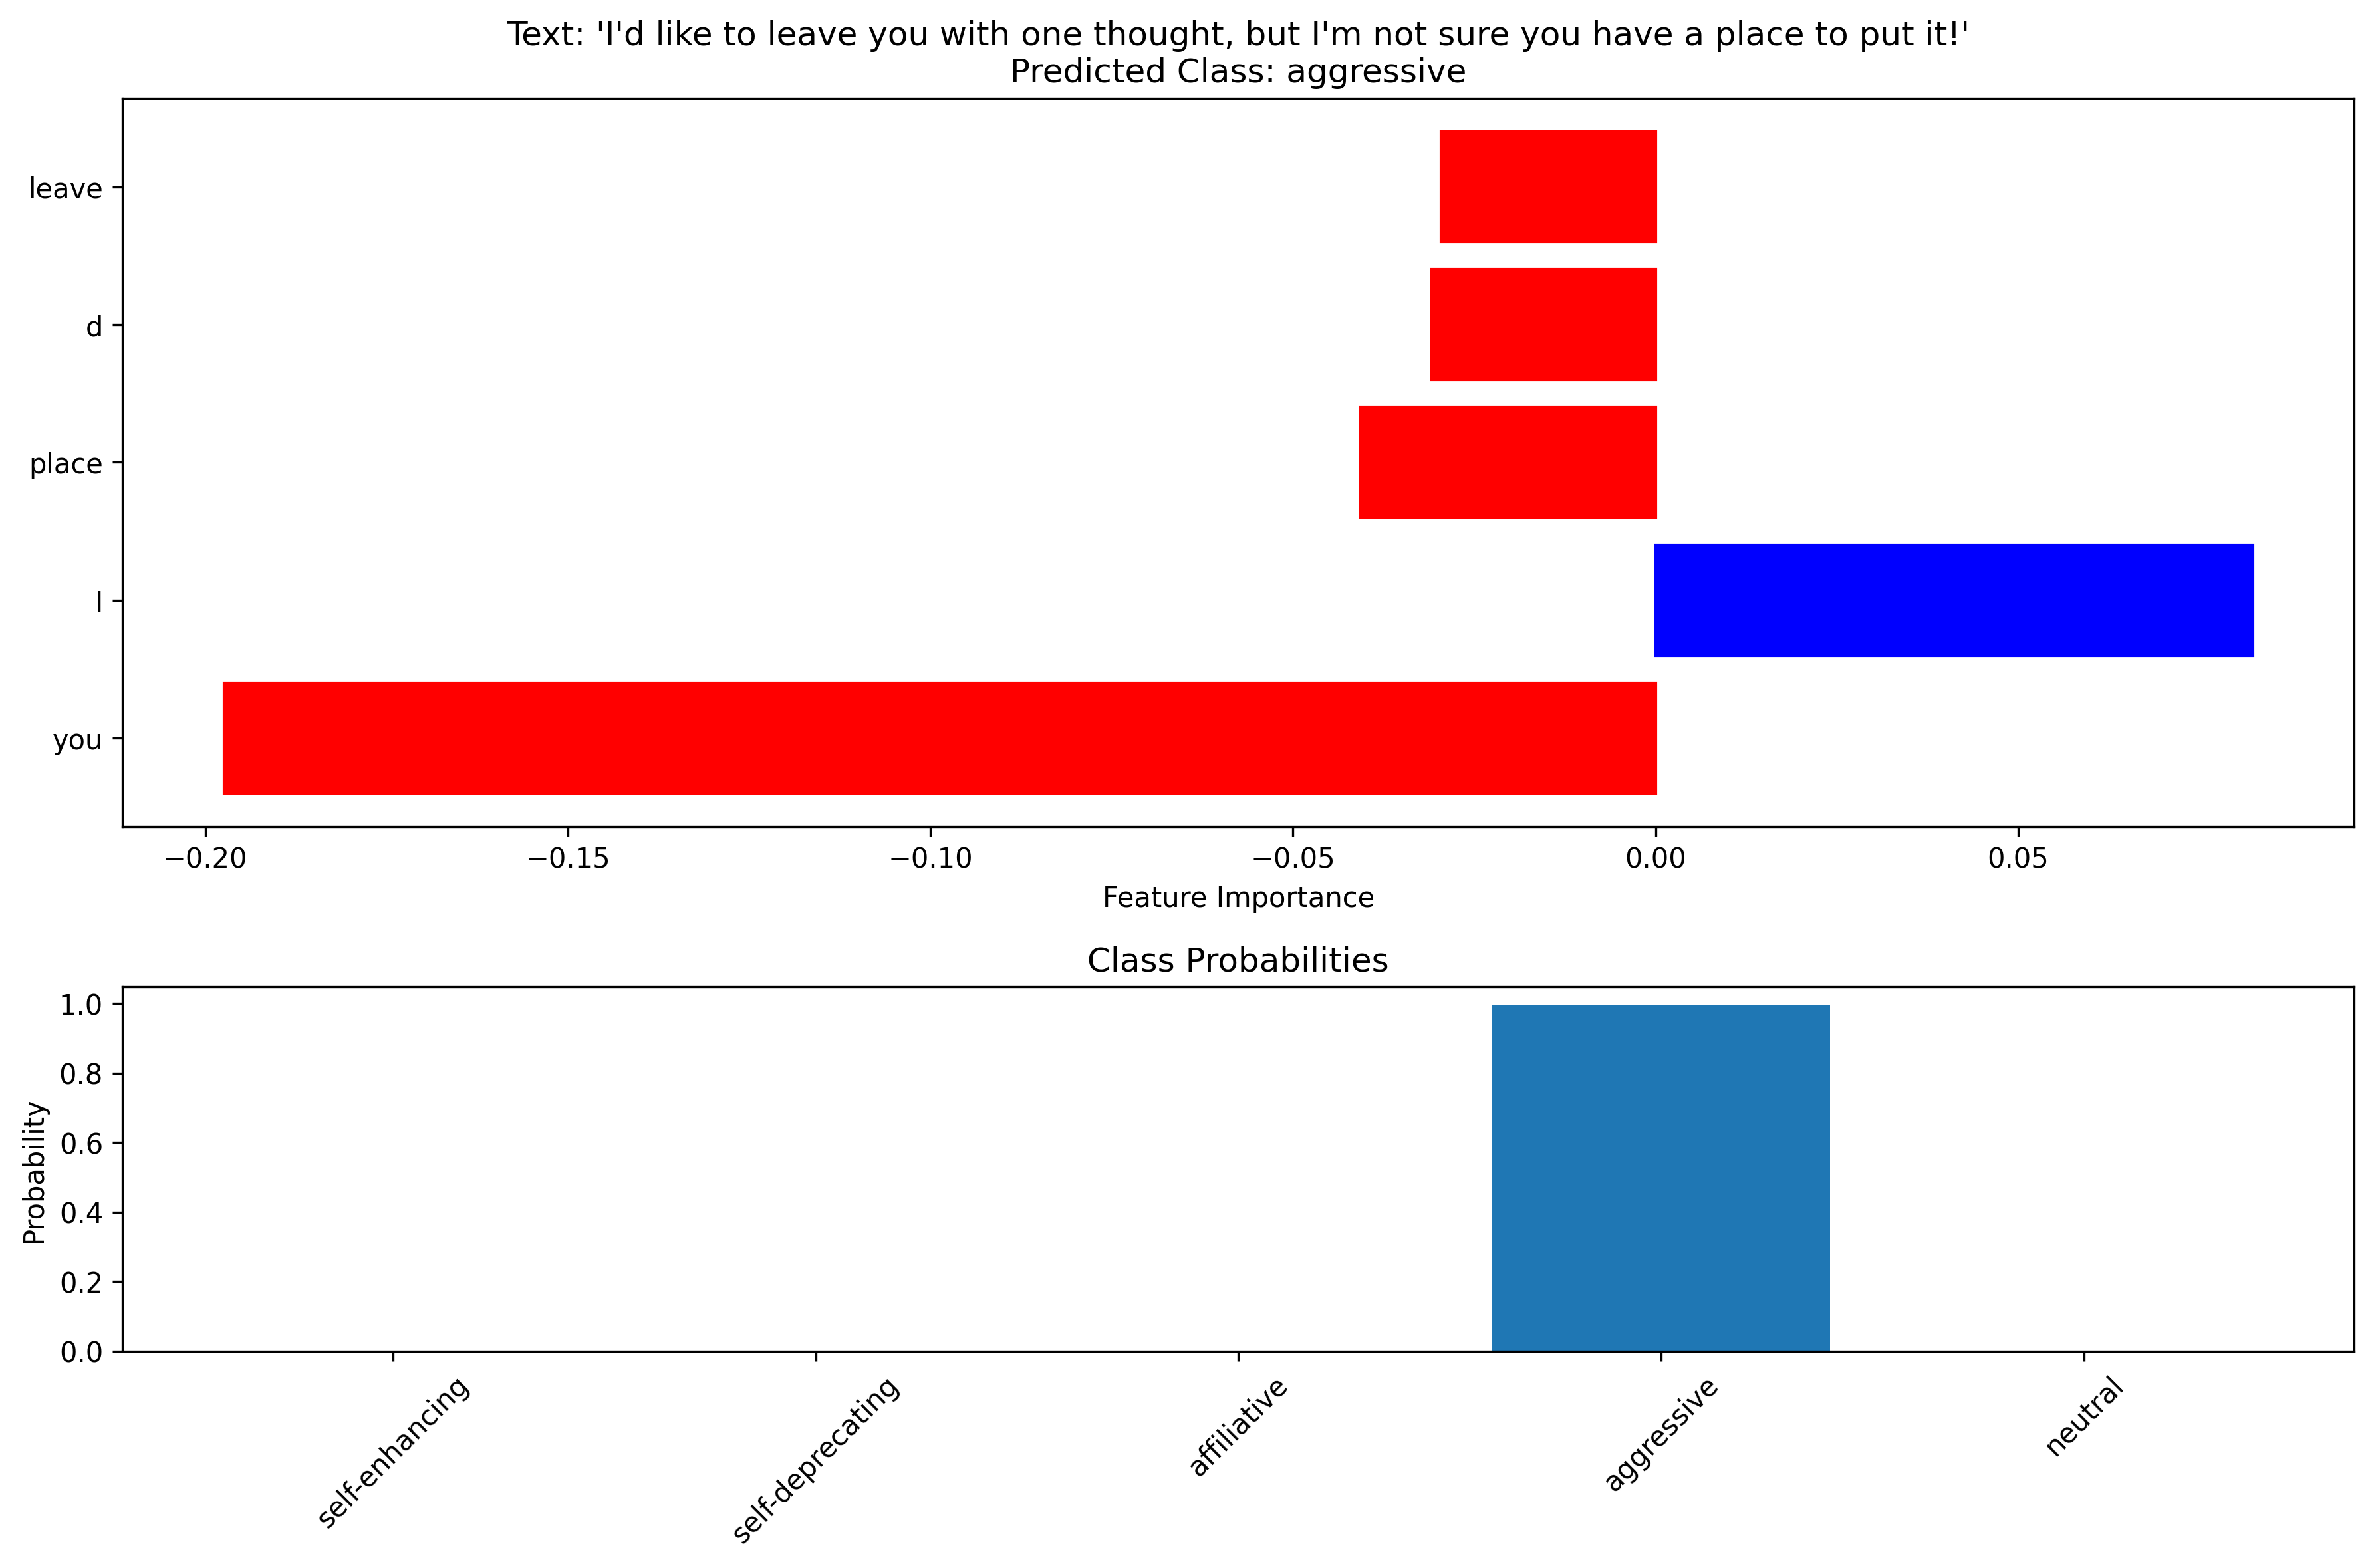 Text: 'I'd like to leave you with one thought, but I'm not sure you have a place to put it!'
Predicted Class: aggressive
leave
d
place
I
you
−0.20 −0.15 −0.10 −0.05 0.00 0.05
Feature Importance
Class Probabilities
Probability
1.0
0.8
0.6
0.4
0.2
0.0
self-enhancing self-deprecating affiliative aggressive neutral